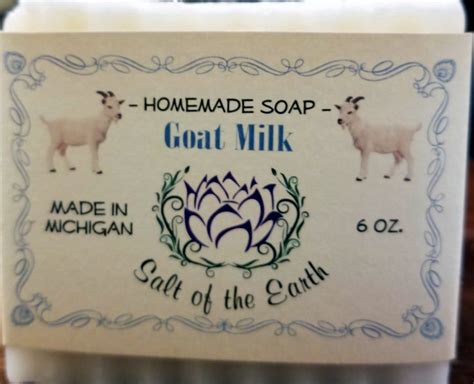 - HOMEMADE SOAP -
Goat Milk
MADE IN
MICHIGAN
6 OZ.
Salt of the Earth